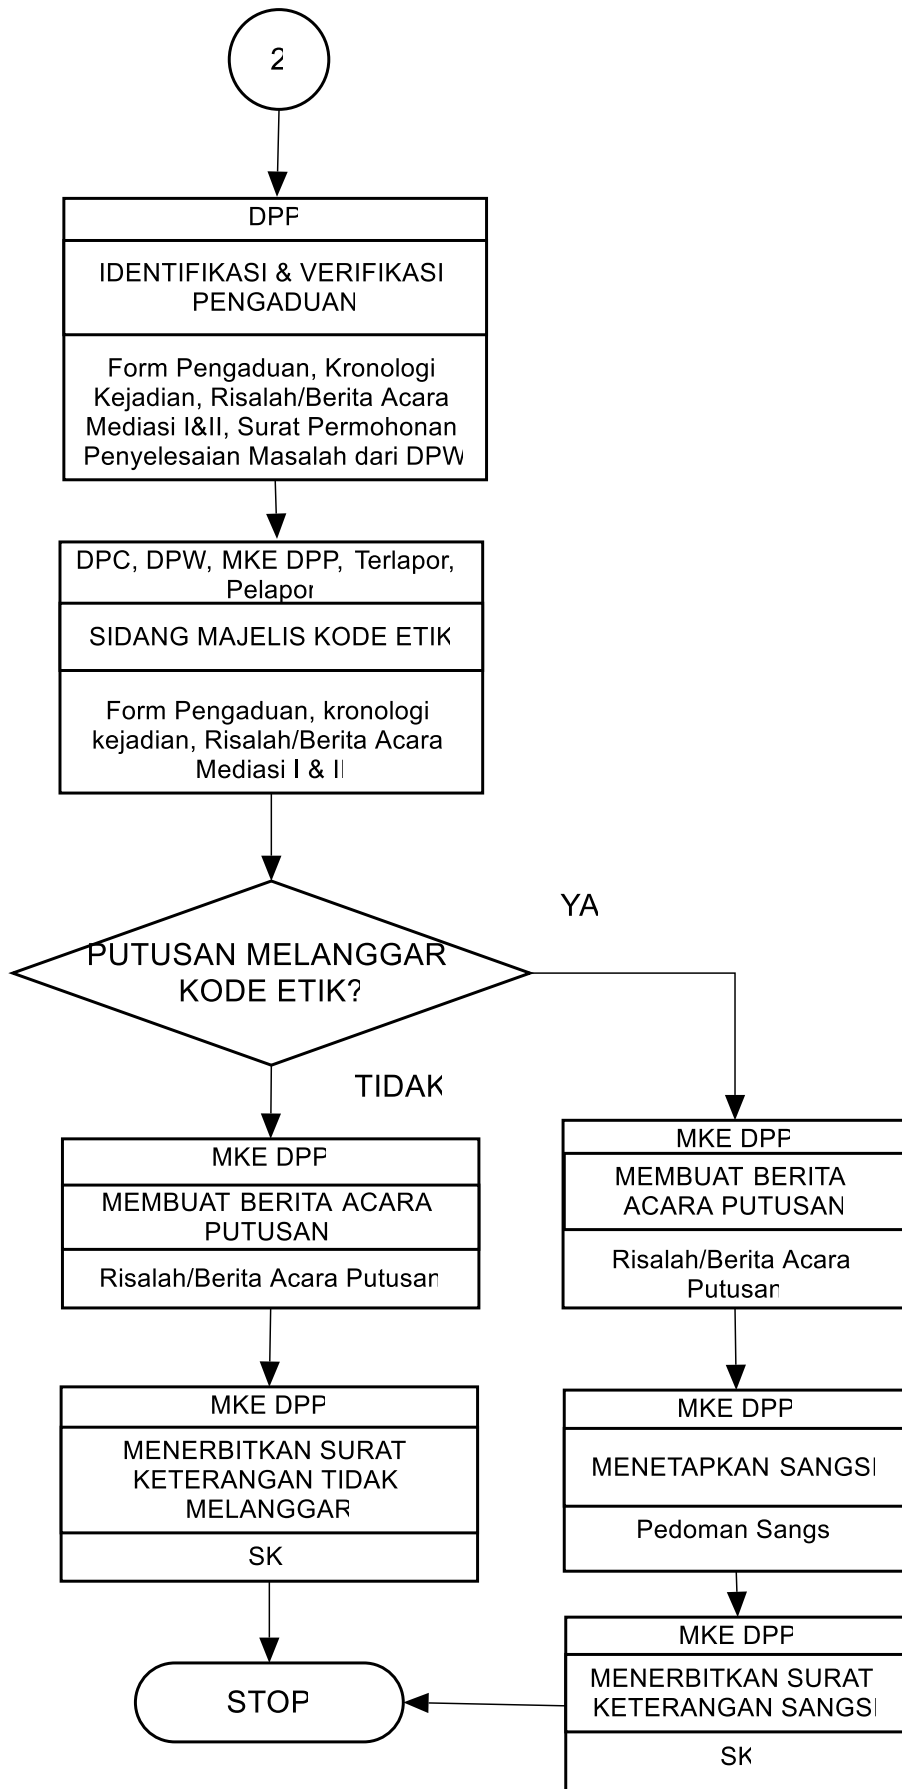 2
DPP
IDENTIFIKASI & VERIFIKASI
PENGADUAN
Form Pengaduan, Kronologi
Kejadian, Risalah/Berita Acara
Mediasi I&II, Surat Permohonan
Penyelesaian Masalah dari DPW
DPC, DPW, MKE DPP, Terlapor,
Pelapor
SIDANG MAJELIS KODE ETIK
Form Pengaduan, kronologi
kejadian, Risalah/Berita Acara
Mediasi I & II
YA
PUTUSAN MELANGGAR
KODE ETIK?
TIDAK
MKE DPP
MEMBUAT BERITA ACARA
PUTUSAN
Risalah/Berita Acara Putusan
MKE DPP
MENERBITKAN SURAT
KETERANGAN TIDAK
MELANGGAR
SK
MKE DPP
MEMBUAT BERITA
ACARA PUTUSAN
Risalah/Berita Acara
Putusan
MKE DPP
MENETAPKAN SANGSI
Pedoman Sangs
MKE DPP
MENERBITKAN SURAT
KETERANGAN SANGSI
SK
STOP